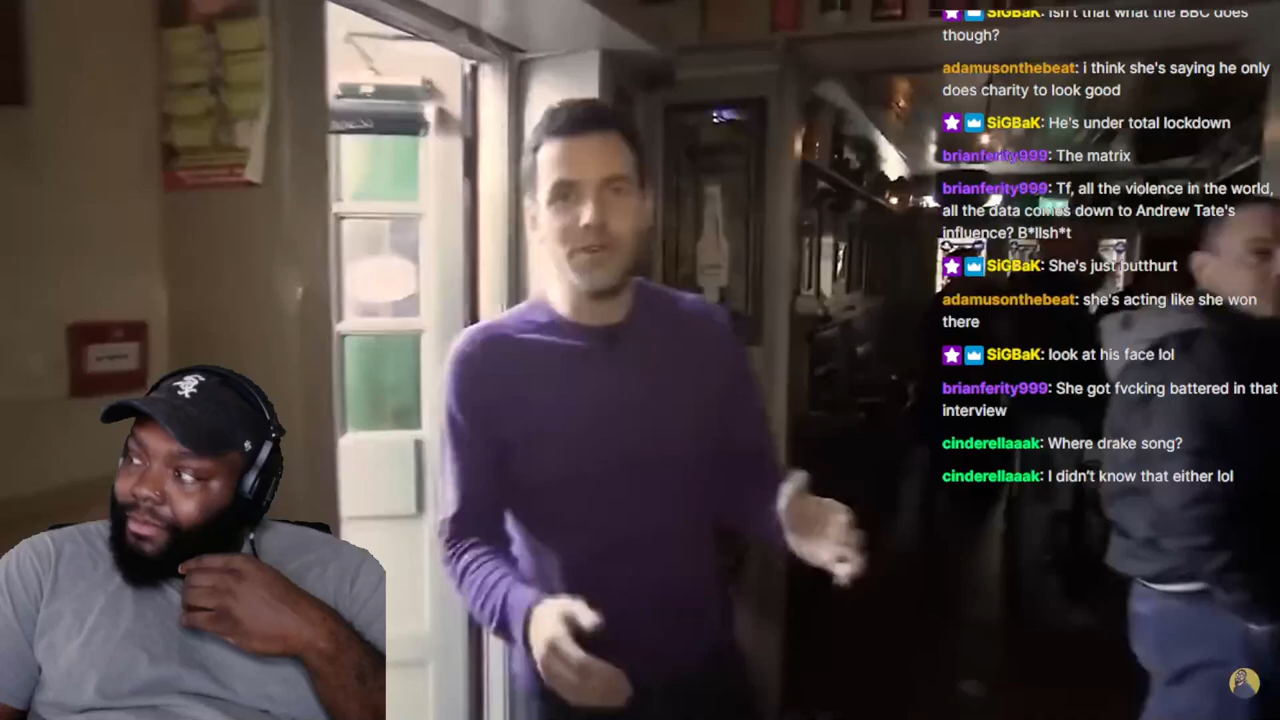 SiGBaK: Isn't that what the BBC does
though?
adamusonthebeat: i think she's saying he only
does charity to look good
SiGBaK: He's under total lockdown
brianferity999: The matrix
brianferity999: Tf, all the violence in the world,
all the data comes down to Andrew Tate's
influence? B*llsh*t
SiGBaK: She's just butthurt
adamusonthebeat: she's acting like she won
there
SiGBaK: look at his face lol
brianferity999: She got fvcking battered in that
interview
cinderellaaak: Where drake song?
cinderellaaak: I didn't know that either lol